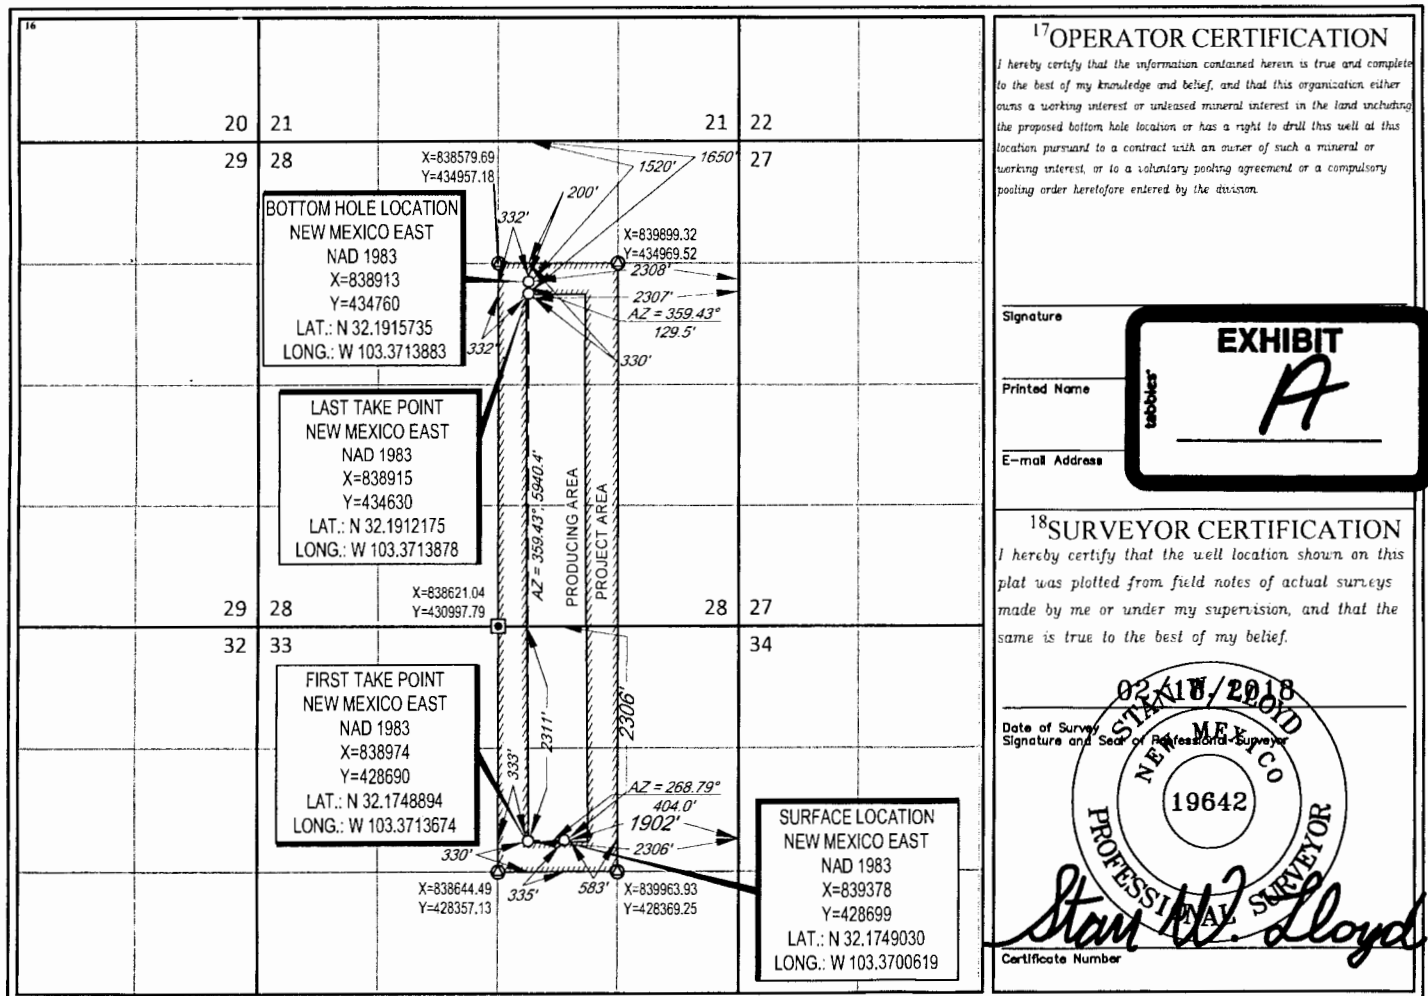 16
20 21
21 22
29 28
27
X=838579.69
Y=434957.18
1520'
1650'
200'
332'
BOTTOM HOLE LOCATION
NEW MEXICO EAST
NAD 1983
X=838913
Y=434760
LAT.: N 32.1915735
LONG.: W 103.3713883
X=839899.32
Y=434969.52
2308'
2307'
AZ = 359.43°
129.5'
332'
330'
LAST TAKE POINT
NEW MEXICO EAST
NAD 1983
X=838915
Y=434630
LAT.: N 32.1912175
LONG.: W 103.3713878
AZ = 359.43°, 5940.4'
PRODUCING AREA
PROJECT AREA
X=838621.04
Y=430997.79
29 28
28 27
32 33
34
FIRST TAKE POINT
NEW MEXICO EAST
NAD 1983
X=838974
Y=428690
LAT.: N 32.1748894
LONG.: W 103.3713674
2311'
2306'
333'
AZ = 268.79°
404.0'
1902'
2306'
330'
335'
583'
X=838644.49
Y=428357.13
X=839963.93
Y=428369.25
SURFACE LOCATION
NEW MEXICO EAST
NAD 1983
X=839378
Y=428699
LAT.: N 32.1749030
LONG.: W 103.3700619
17 OPERATOR CERTIFICATION
I hereby certify that the information contained herein is true and complete
to the best of my knowledge and belief, and that this organization either
owns a working interest or unleased mineral interest in the land including
the proposed bottom hole location or has a right to drill this well at this
location pursuant to a contract with an owner of such a mineral or
working interest, or to a voluntary pooling agreement or a compulsory
pooling order heretofore entered by the division
Signature
Printed Name
E-mail Address
EXHIBIT
A
tabbies'
18 SURVEYOR CERTIFICATION
I hereby certify that the well location shown on this
plat was plotted from field notes of actual surveys
made by me or under my supervision, and that the
same is true to the best of my belief.
2018
Date of Survey
Signature and Seal of Professional Surveyor
STAN W. LLOYD
NEW MEXICO
19642
PROFESSIONAL SURVEYOR
Stan W. Lloyd
Certificate Number